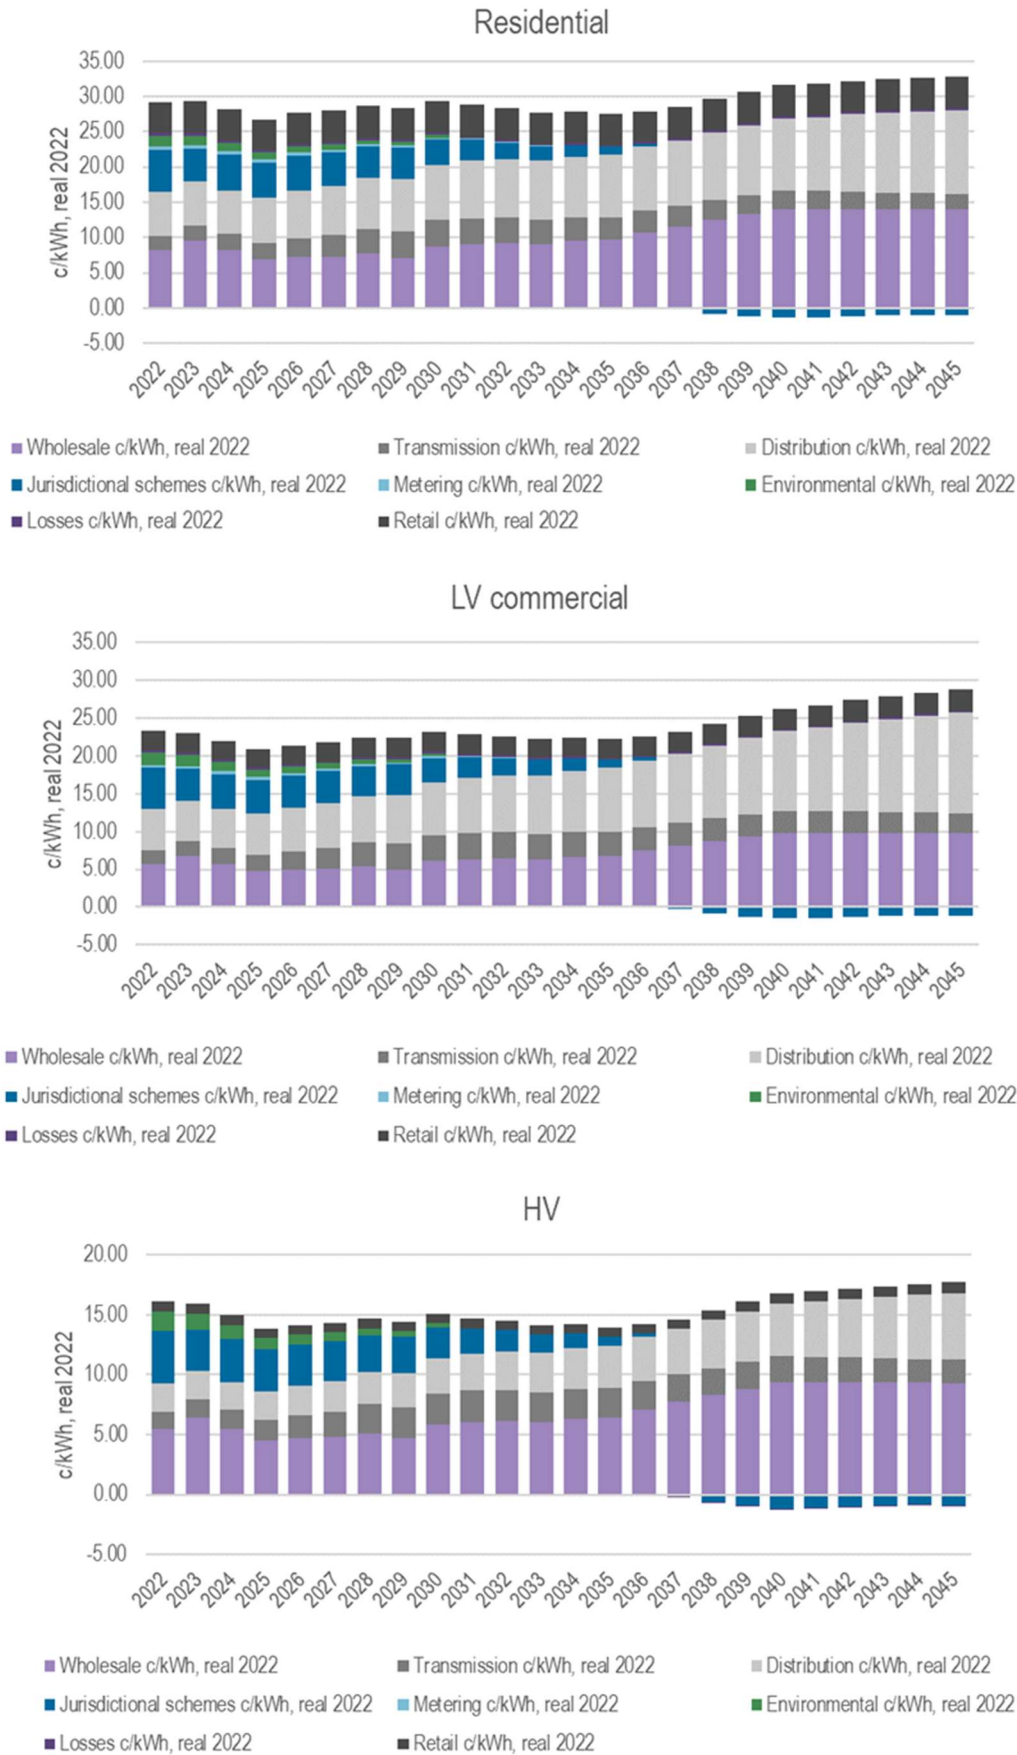 Residential
35.00
30.00
25.00
20.00
15.00
10.00
5.00
0.00
-5.00
c/kWh, real 2022
2022 2023 2024 2025 2026 2027 2028 2029 2030 2031 2032 2033 2034 2035 2036 2037 2038 2039 2040 2041 2042 2043 2044 2045
Wholesale c/kWh, real 2022 Transmission c/kWh, real 2022 Distribution c/kWh, real 2022
Jurisdictional schemes c/kWh, real 2022 Metering c/kWh, real 2022 Environmental c/kWh, real 2022
Losses c/kWh, real 2022 Retail c/kWh, real 2022
LV commercial
35.00
30.00
25.00
20.00
15.00
10.00
5.00
0.00
-5.00
c/kWh, real 2022
2022 2023 2024 2025 2026 2027 2028 2029 2030 2031 2032 2033 2034 2035 2036 2037 2038 2039 2040 2041 2042 2043 2044 2045
Wholesale c/kWh, real 2022 Transmission c/kWh, real 2022 Distribution c/kWh, real 2022
Jurisdictional schemes c/kWh, real 2022 Metering c/kWh, real 2022 Environmental c/kWh, real 2022
Losses c/kWh, real 2022 Retail c/kWh, real 2022
HV
20.00
15.00
10.00
5.00
0.00
-5.00
c/kWh, real 2022
2022 2023 2024 2025 2026 2027 2028 2029 2030 2031 2032 2033 2034 2035 2036 2037 2038 2039 2040 2041 2042 2043 2044 2045
Wholesale c/kWh, real 2022 Transmission c/kWh, real 2022 Distribution c/kWh, real 2022
Jurisdictional schemes c/kWh, real 2022 Metering c/kWh, real 2022 Environmental c/kWh, real 2022
Losses c/kWh, real 2022 Retail c/kWh, real 2022